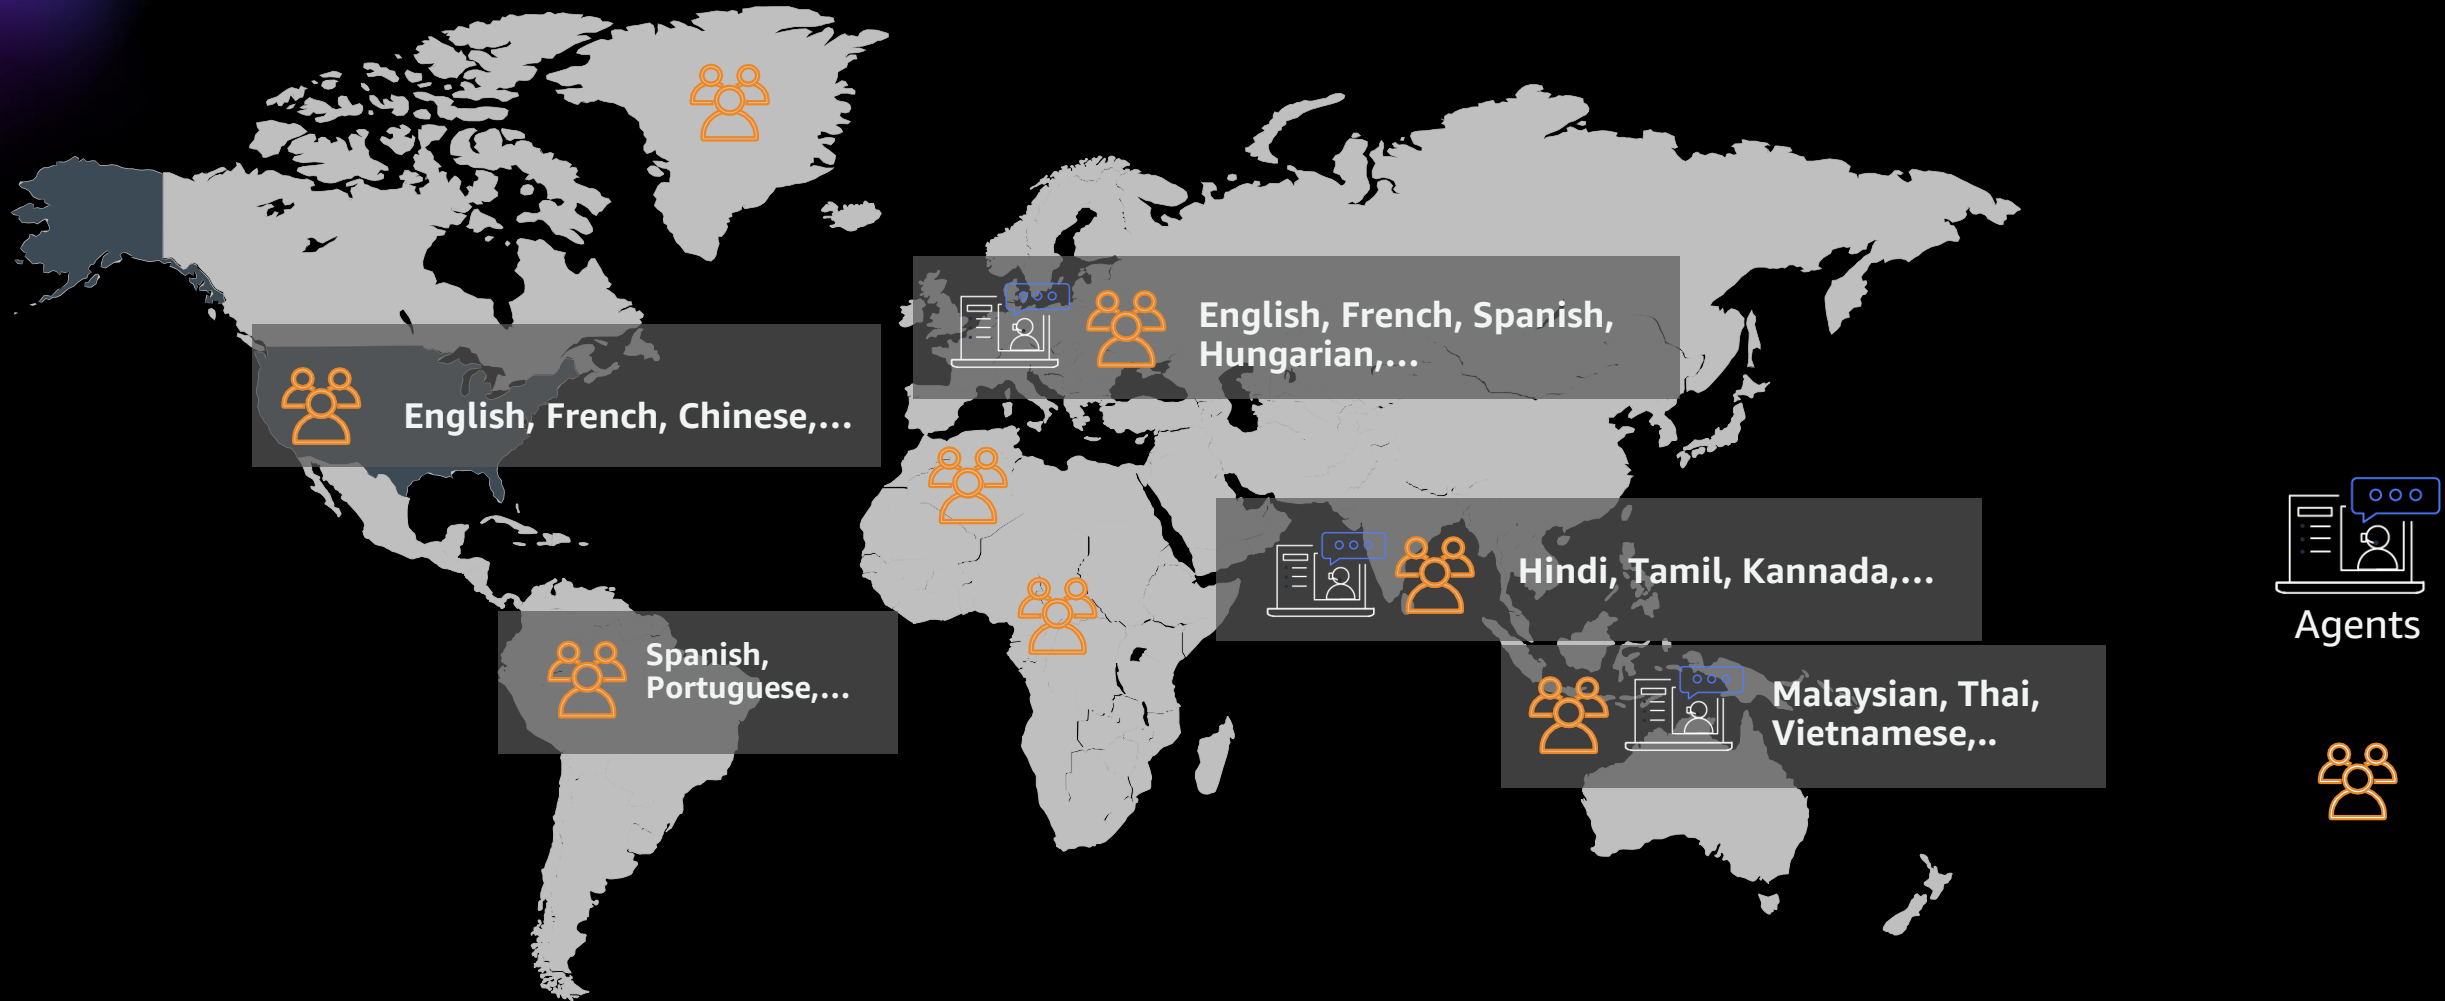 English, French, Spanish,
Hungarian,...
English, French, Chinese,...
Hindi, Tamil, Kannada,...
Agents
Spanish,
Portuguese,...
Malaysian, Thai,
Vietnamese,..